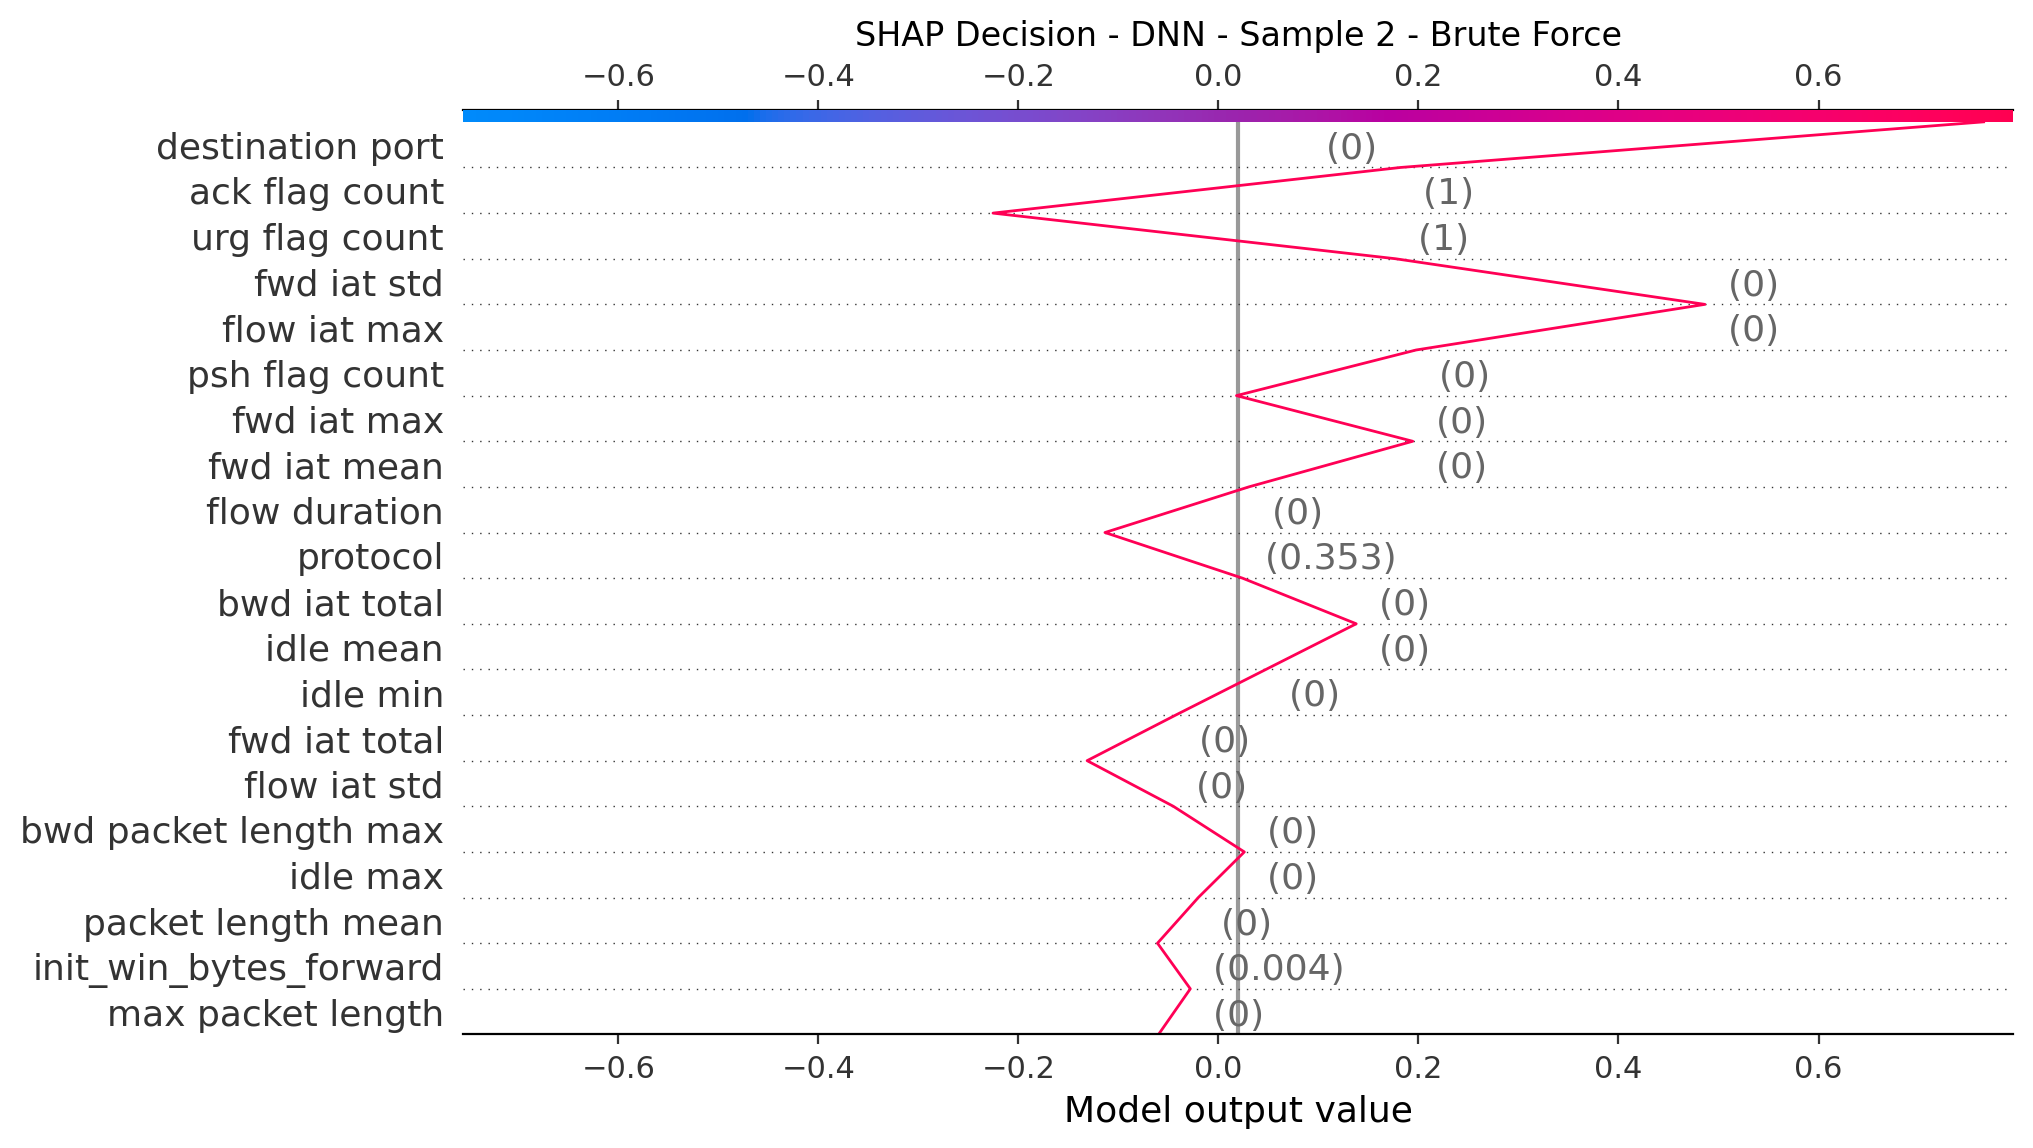 SHAP Decision - DNN - Sample 2 - Brute Force
−0.6 −0.4 −0.2 0.0 0.2 0.4 0.6
destination port (0)
ack flag count (1)
urg flag count (1)
fwd iat std (0)
flow iat max (0)
psh flag count (0)
fwd iat max (0)
fwd iat mean (0)
flow duration (0)
protocol (0.353)
bwd iat total (0)
idle mean (0)
idle min (0)
fwd iat total (0)
flow iat std (0)
bwd packet length max (0)
idle max (0)
packet length mean (0)
init_win_bytes_forward (0.004)
max packet length (0)
−0.6 −0.4 −0.2 0.0 0.2 0.4 0.6
Model output value